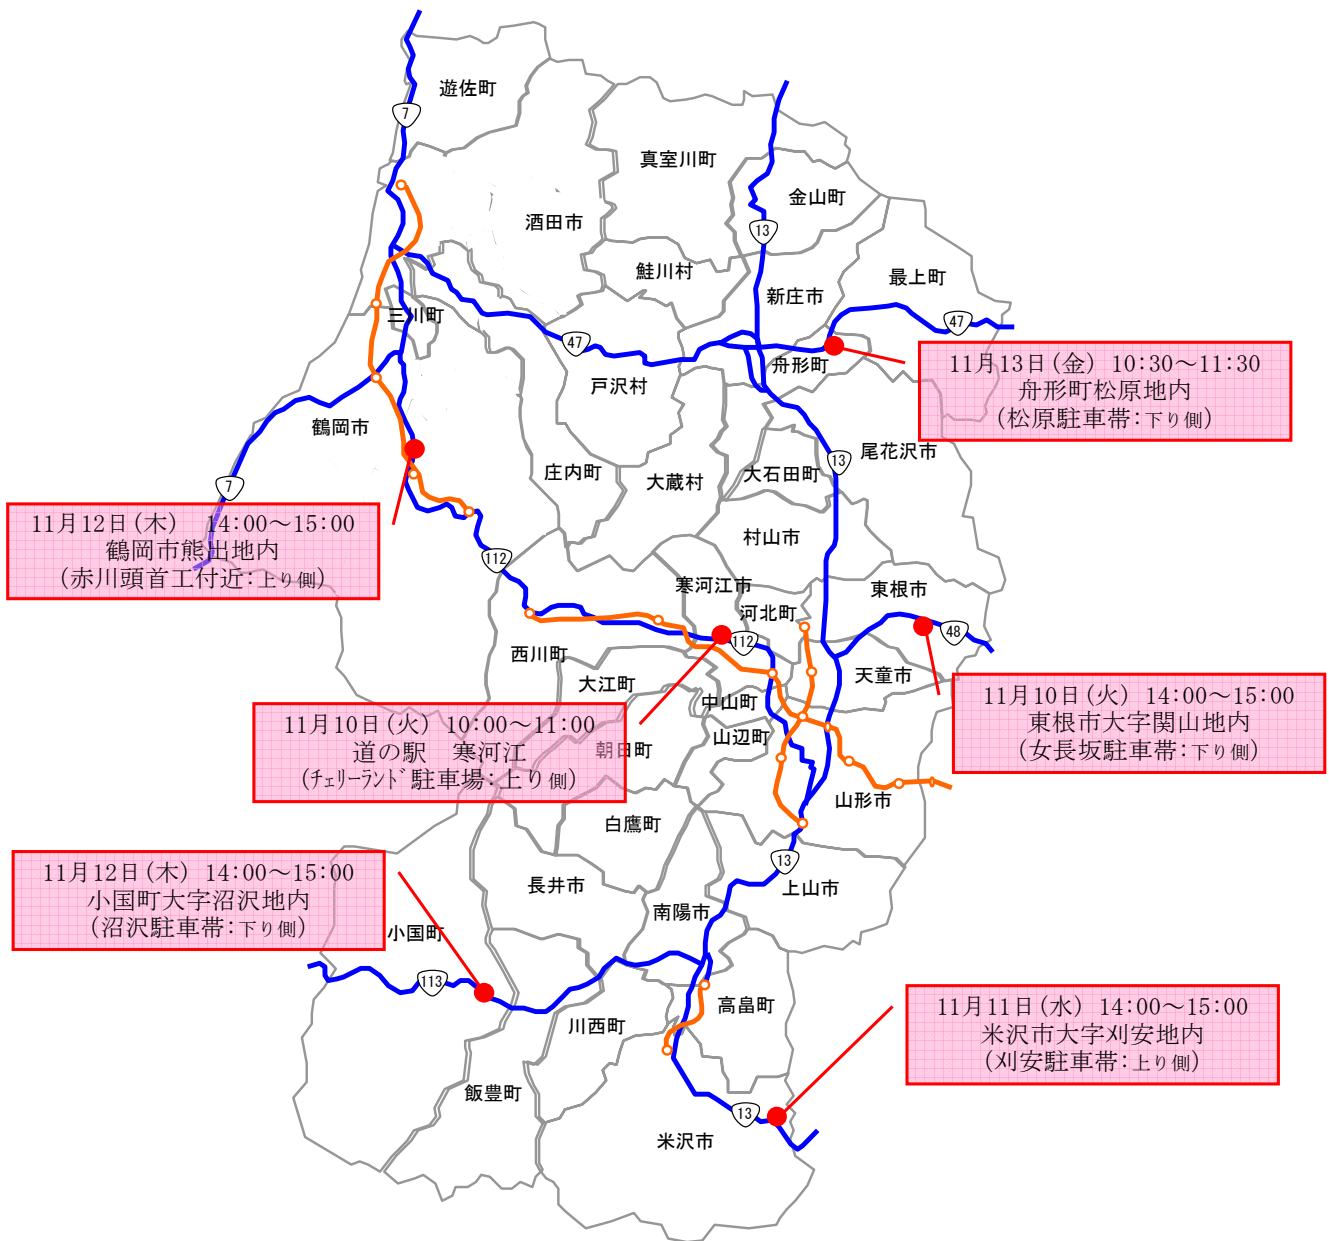 遊佐町
7
真室川町
金山町
酒田市
13
鮭川村
最上町
新庄市
三川町
47
47
舟形町
戸沢村
11月13日(金) 10:30～11:30
舟形町松原地内
(松原駐車帯:下り側)
鶴岡市
尾花沢市
13
庄内町
大蔵村
大石田町
7
11月12日(木) 14:00～15:00
鶴岡市熊出地内
(赤川頭首工付近:上り側)
村山市
112
寒河江市
東根市
河北町
48
112
西川町
天童市
大江町
中山町
11月10日(火) 14:00～15:00
東根市大字関山地内
(女長坂駐車帯:下り側)
11月10日(火) 10:00～11:00
道の駅 寒河江
(ﾁｪﾘｰﾗﾝﾄﾞ駐車場:上り側)
山辺町
朝日町
山形市
白鷹町
13
11月12日(木) 14:00～15:00
小国町大字沼沢地内
(沼沢駐車帯:下り側)
長井市
上山市
南陽市
小国町
113
高畠町
11月11日(水) 14:00～15:00
米沢市大字刈安地内
(刈安駐車帯:上り側)
川西町
飯豊町
13
米沢市